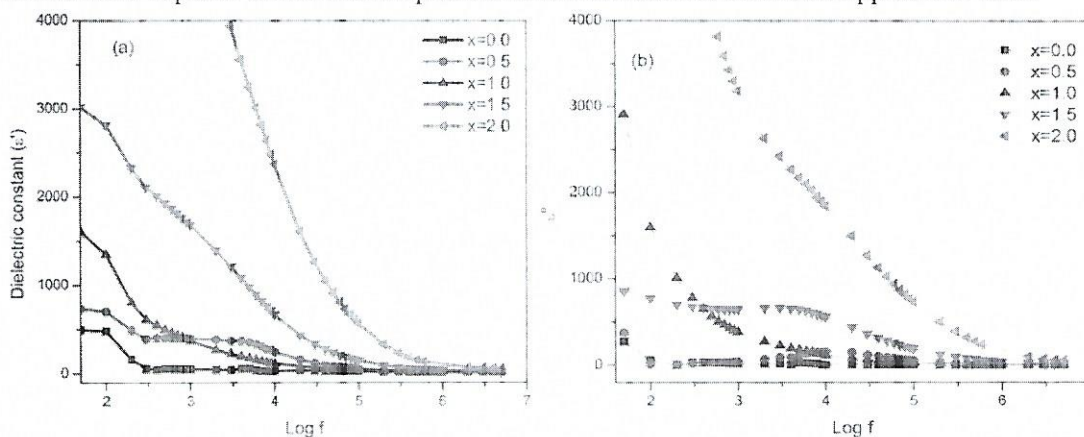 (a)
x=0.0
x=0.5
x=1.0
x=1.5
x=2.0
4000
3000
2000
1000
0
Dielectric constant (ε')
2 3 4 5 6 7
Log f
(b)
x=0.0
x=0.5
x=1.0
x=1.5
x=2.0
4000
3000
2000
1000
0
2 3 4 5 6
Log f